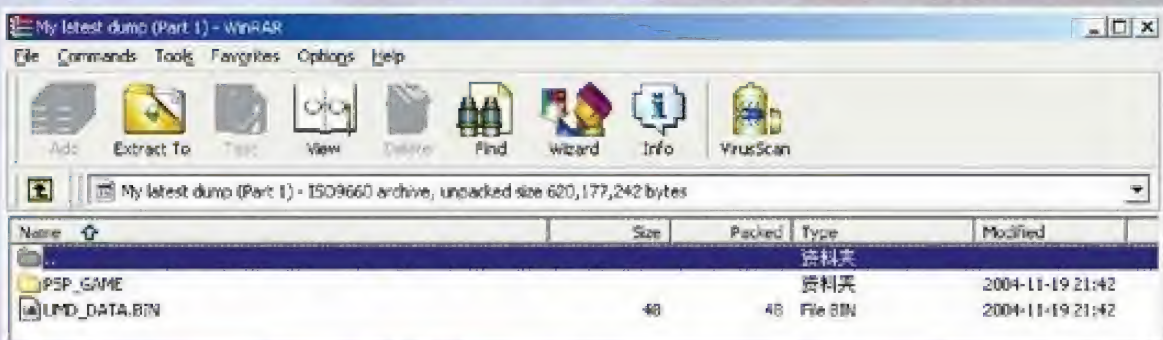 My latest dump (Part 1) - WinRAR
File Commands Tools Favorites Options Help
Add Extract To Test View Delete Find Wizard Info VirusScan
My latest dump (Part 1) - ISO9660 archive, unpacked size 620,177,242 bytes
Name Size Packed Type Modified
.. 资料夹
PSP_GAME 资料夹 2004-11-19 21:42
UMD_DATA.BIN 48 48 File BIN 2004-11-19 21:42